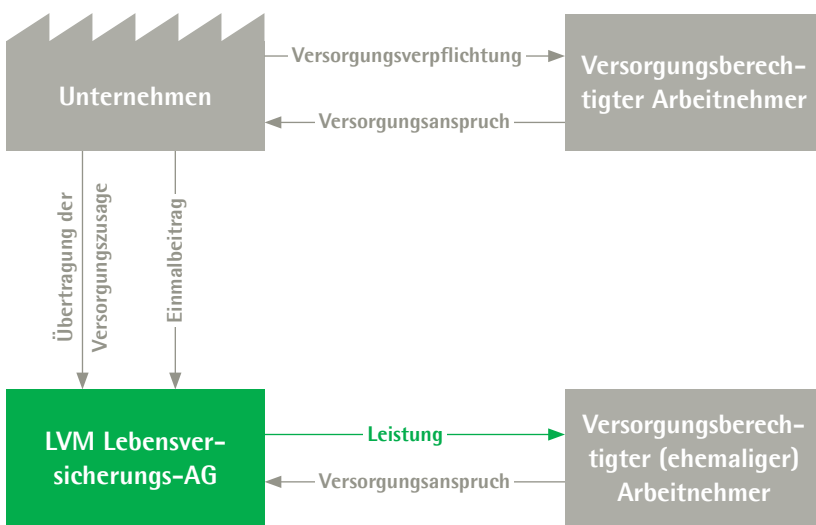 Unternehmen
Versorgungsverpflichtung
Versorgungsanspruch
Versorgungsberech-
tigter Arbeitnehmer
Übertragung der
Versorgungszusage
Einmalbeitrag
LVM Lebensver-
sicherungs-AG
Leistung
Versorgungsanspruch
Versorgungsberech-
tigter (ehemaliger)
Arbeitnehmer